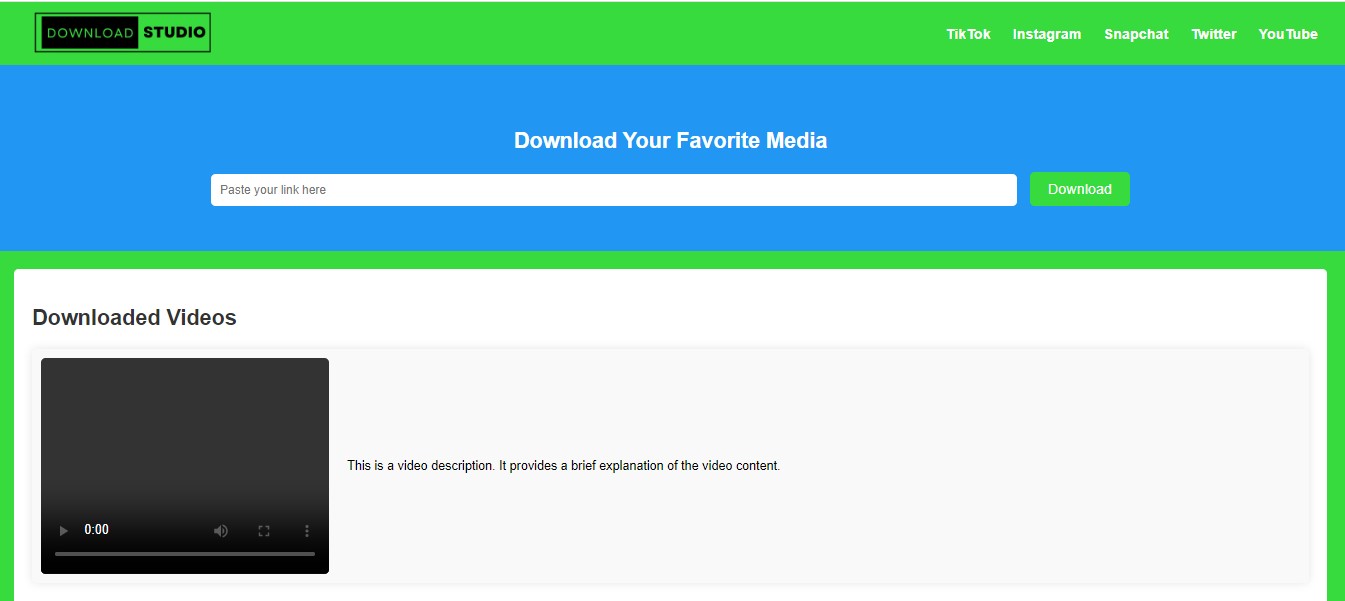 DOWNLOAD STUDIO
TikTok Instagram Snapchat Twitter YouTube
Download Your Favorite Media
Paste your link here Download
Downloaded Videos
This is a video description. It provides a brief explanation of the video content.
0:00